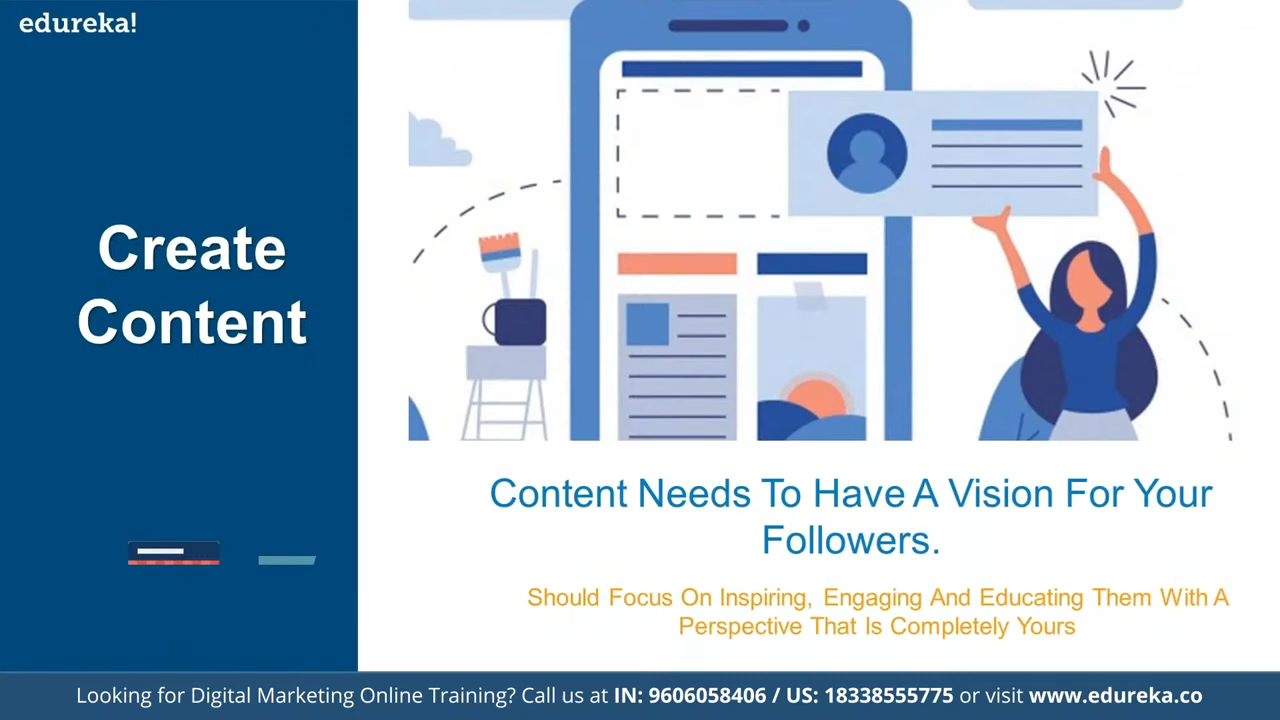 edureka!
Create
Content
Content Needs To Have A Vision For Your
Followers.
Should Focus On Inspiring, Engaging And Educating Them With A
Perspective That Is Completely Yours
Looking for Digital Marketing Online Training? Call us at IN: 9606058406 / US: 18338555775 or visit www.edureka.co